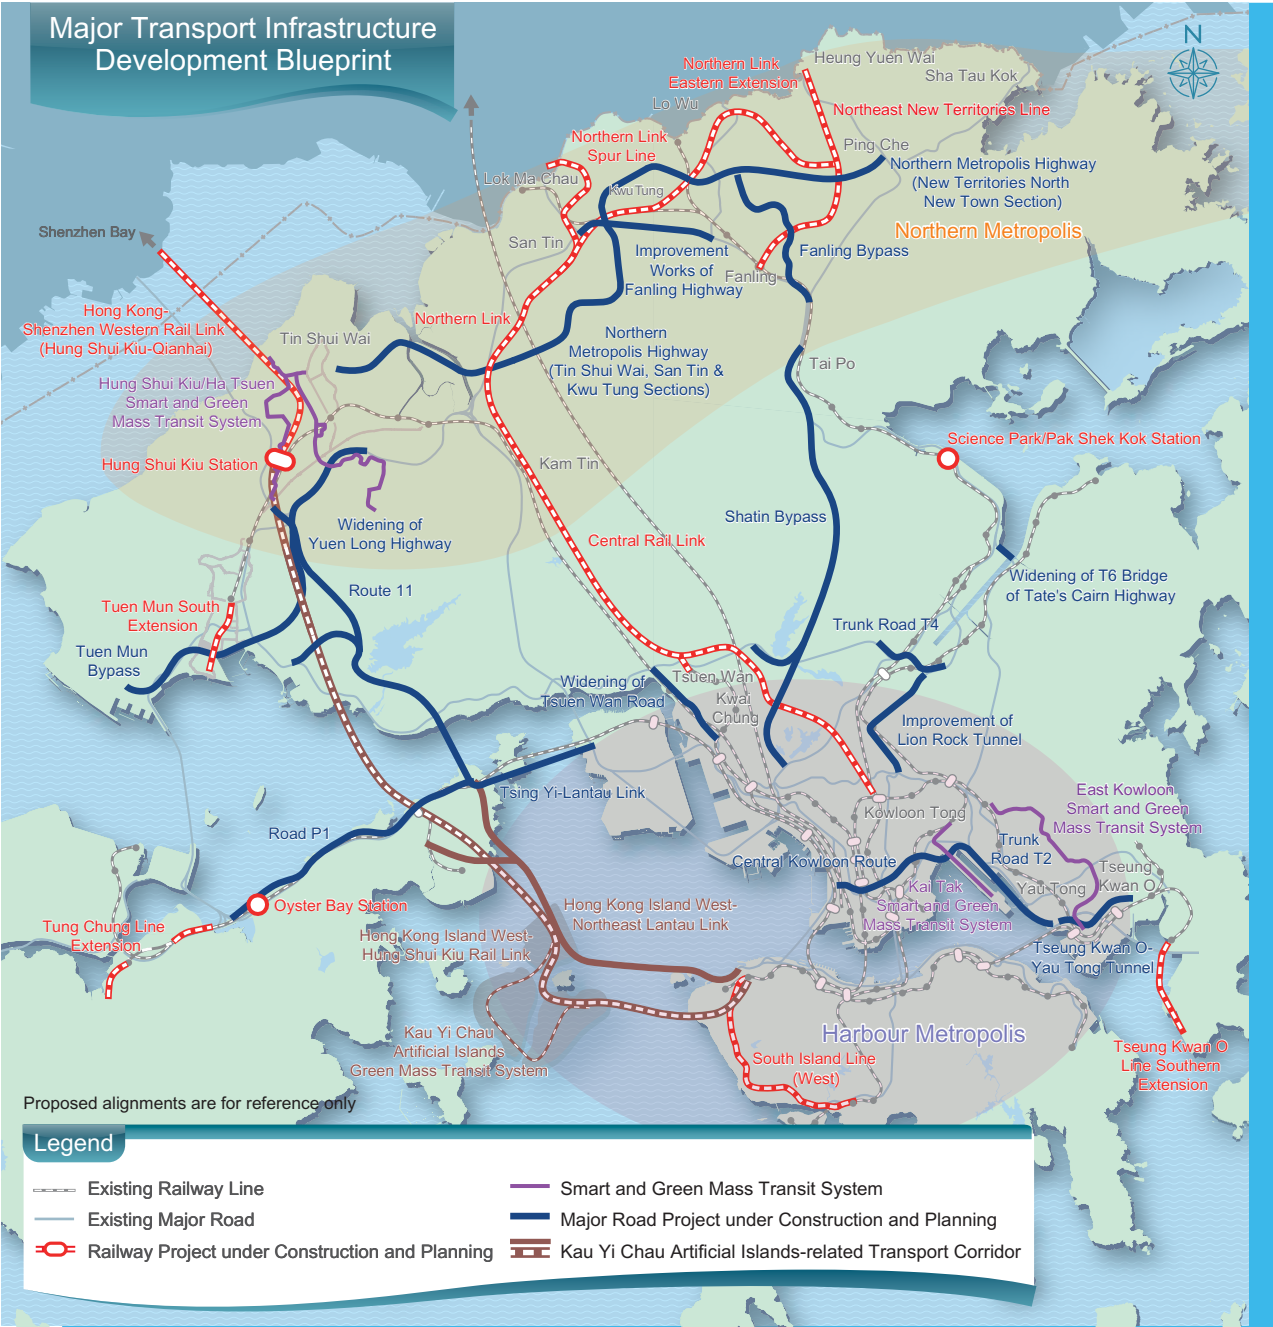 Major Transport Infrastructure
Development Blueprint
N
Northern Link
Eastern Extension
Heung Yuen Wai
Sha Tau Kok
Lo Wu
Northeast New Territories Line
Northern Link
Spur Line
Ping Che
Lok Ma Chau
Kwu Tung
Northern Metropolis Highway
(New Territories North
New Town Section)
Northern Metropolis
Shenzhen Bay
San Tin
Improvement
Works of
Fanling Highway
Fanling
Fanling Bypass
Hong Kong-
Shenzhen Western Rail Link
(Hung Shui Kiu-Qianhai)
Northern Link
Tin Shui Wai
Northern
Metropolis Highway
(Tin Shui Wai, San Tin &
Kwu Tung Sections)
Tai Po
Hung Shui Kiu/Ha Tsuen
Smart and Green
Mass Transit System
Science Park/Pak Shek Kok Station
Hung Shui Kiu Station
Kam Tin
Widening of
Yuen Long Highway
Shatin Bypass
Central Rail Link
Widening of T6 Bridge
of Tate's Cairn Highway
Route 11
Tuen Mun South
Extension
Trunk Road T4
Tuen Mun
Bypass
Widening of
Tsuen Wan Road
Tsuen Wan
Kwai
Chung
Improvement of
Lion Rock Tunnel
Tsing Yi-Lantau Link
East Kowloon
Smart and Green
Mass Transit System
Kowloon Tong
Road P1
Trunk
Road T2
Central Kowloon Route
Tseung
Kwan O
Kai Tak
Smart and Green
Mass Transit System
Yau Tong
Oyster Bay Station
Hong Kong Island West-
Northeast Lantau Link
Tung Chung Line
Extension
Hong Kong Island West-
Hung Shui Kiu Rail Link
Tseung Kwan O-
Yau Tong Tunnel
Kau Yi Chau
Artificial Islands
Green Mass Transit System
Harbour Metropolis
South Island Line
(West)
Tseung Kwan O
Line Southern
Extension
Proposed alignments are for reference only
Legend
Existing Railway Line
Existing Major Road
Railway Project under Construction and Planning
Smart and Green Mass Transit System
Major Road Project under Construction and Planning
Kau Yi Chau Artificial Islands-related Transport Corridor